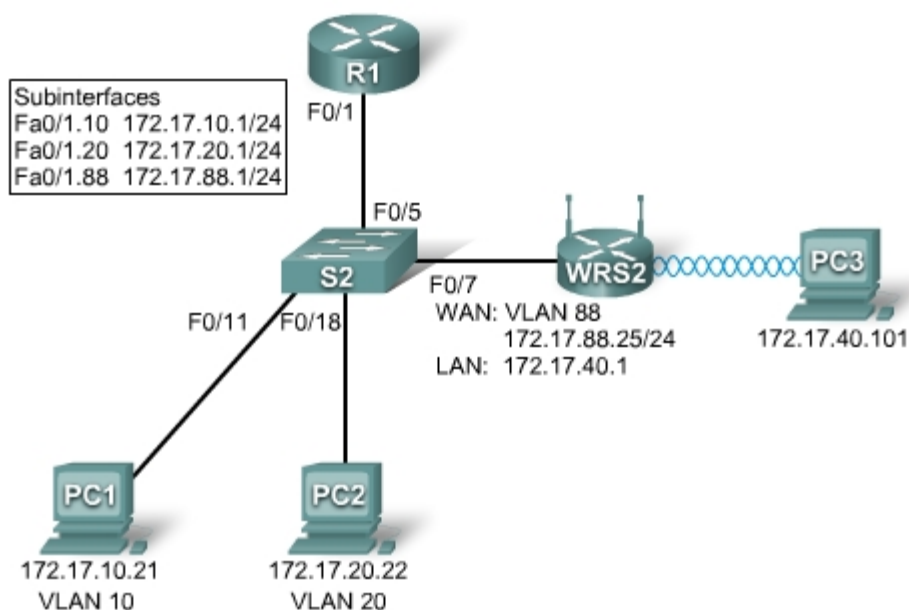 R1
F0/1
Subinterfaces
Fa0/1.10 172.17.10.1/24
Fa0/1.20 172.17.20.1/24
Fa0/1.88 172.17.88.1/24
F0/5
S2
WRS2
PC3
F0/7
WAN: VLAN 88
172.17.88.25/24
LAN: 172.17.40.1
172.17.40.101
F0/11
F0/18
PC1
PC2
172.17.10.21
VLAN 10
172.17.20.22
VLAN 20